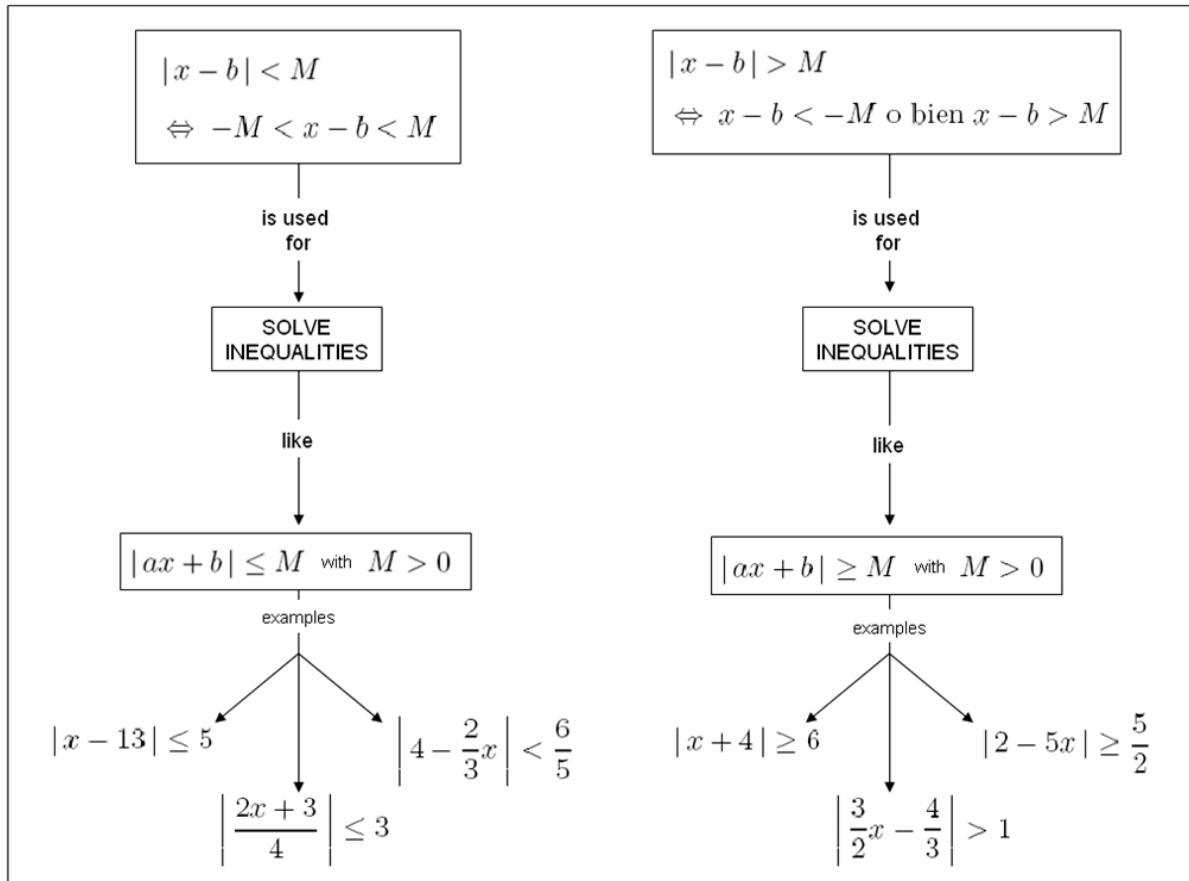 |x − b| < M
⇔ −M < x − b < M
is used
for
SOLVE
INEQUALITIES
like
|ax + b| ≤ M with M > 0
examples
|x − 13| ≤ 5
|4 − 2/3 x| < 6/5
|(2x + 3)/4| ≤ 3
|x − b| > M
⇔ x − b < −M o bien x − b > M
is used
for
SOLVE
INEQUALITIES
like
|ax + b| ≥ M with M > 0
examples
|x + 4| ≥ 6
|2 − 5x| ≥ 5/2
|3/2 x − 4/3| > 1